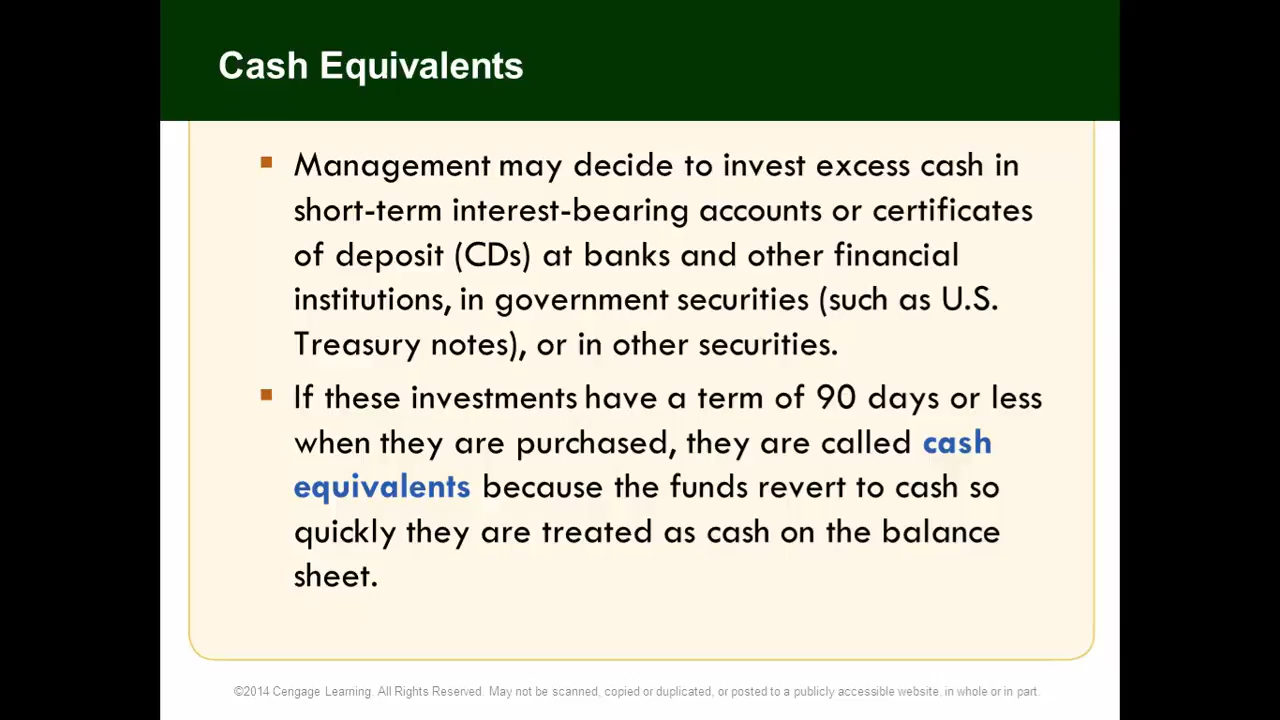 Cash Equivalents
Management may decide to invest excess cash in
short-term interest-bearing accounts or certificates
of deposit (CDs) at banks and other financial
institutions, in government securities (such as U.S.
Treasury notes), or in other securities.
If these investments have a term of 90 days or less
when they are purchased, they are called cash
equivalents because the funds revert to cash so
quickly they are treated as cash on the balance
sheet.
©2014 Cengage Learning. All Rights Reserved. May not be scanned, copied or duplicated, or posted to a publicly accessible website, in whole or in part.